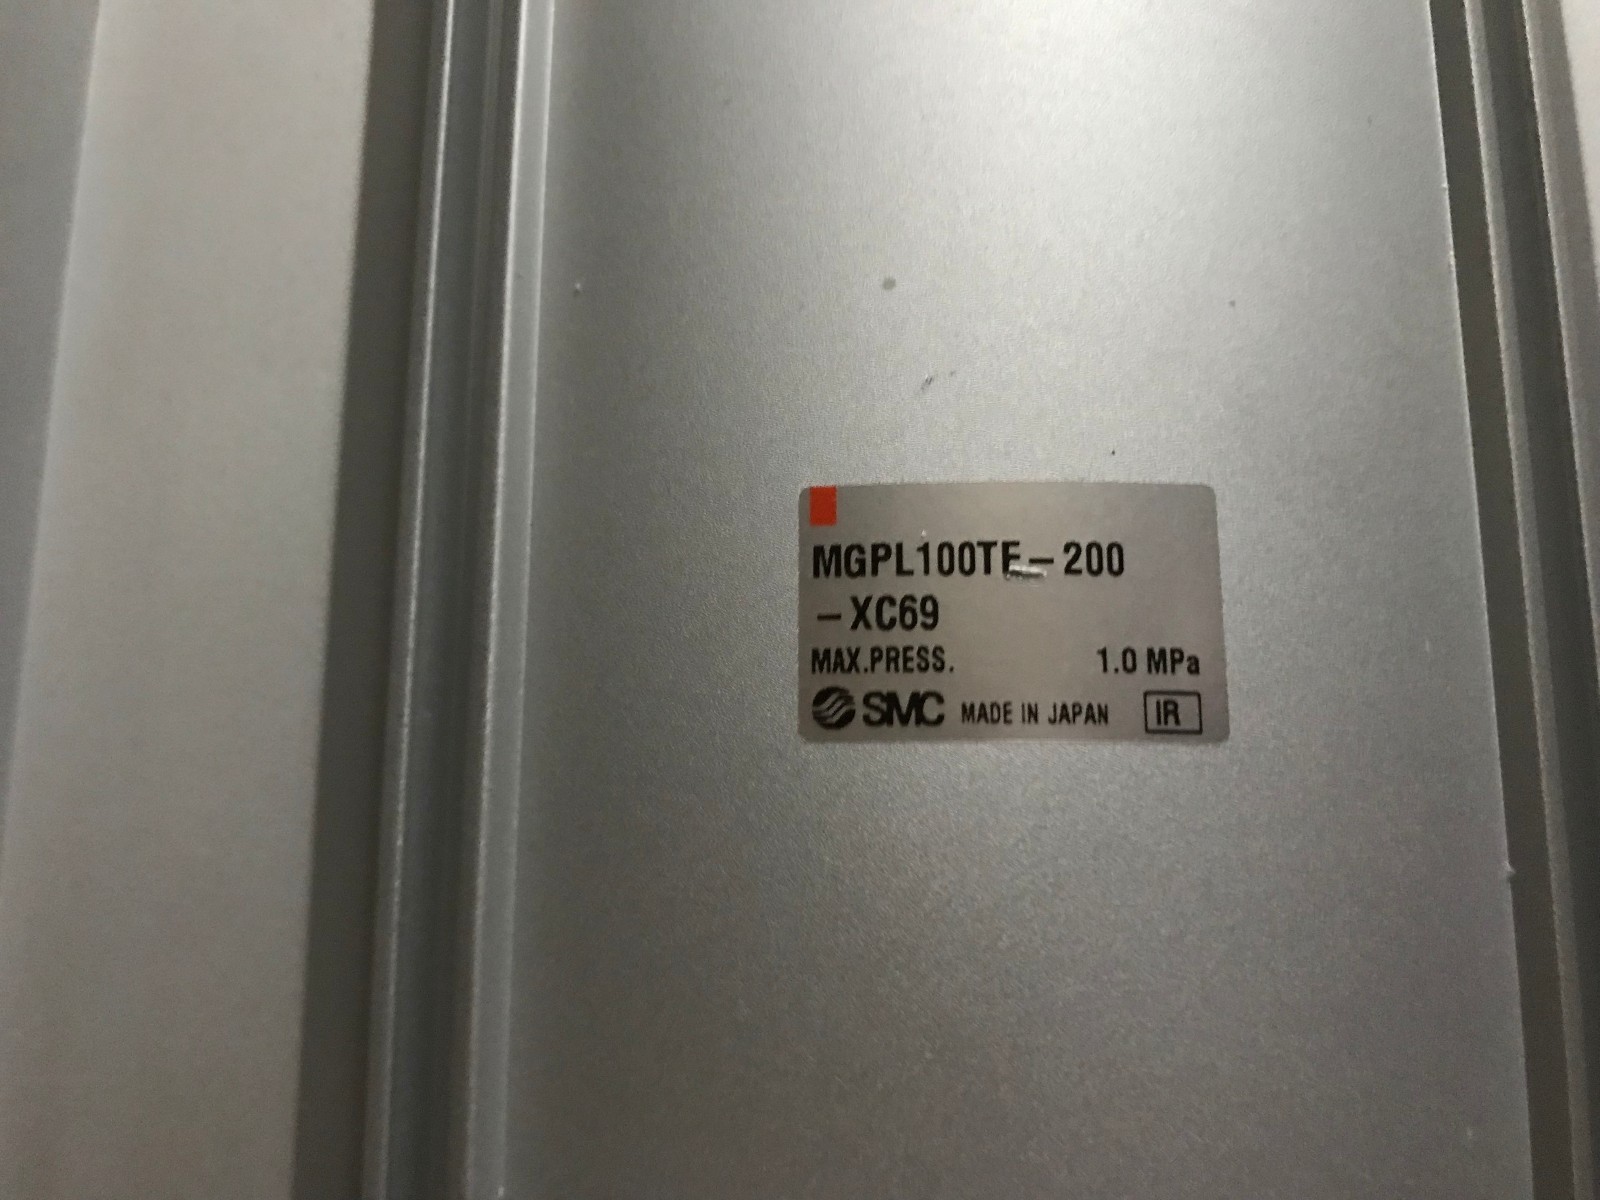 MGPL100TF-200
-XC69
MAX.PRESS. 1.0 MPa
SMC MADE IN JAPAN IR